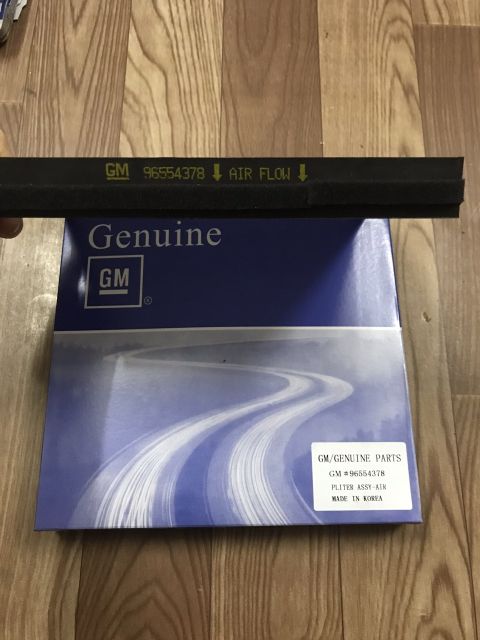 GM 96554378 ⬇ AIR FLOW ⬇
Genuine
GM ®
GM/GENUINE PARTS
GM #96554378
PLITER ASSY-AIR
MADE IN KOREA